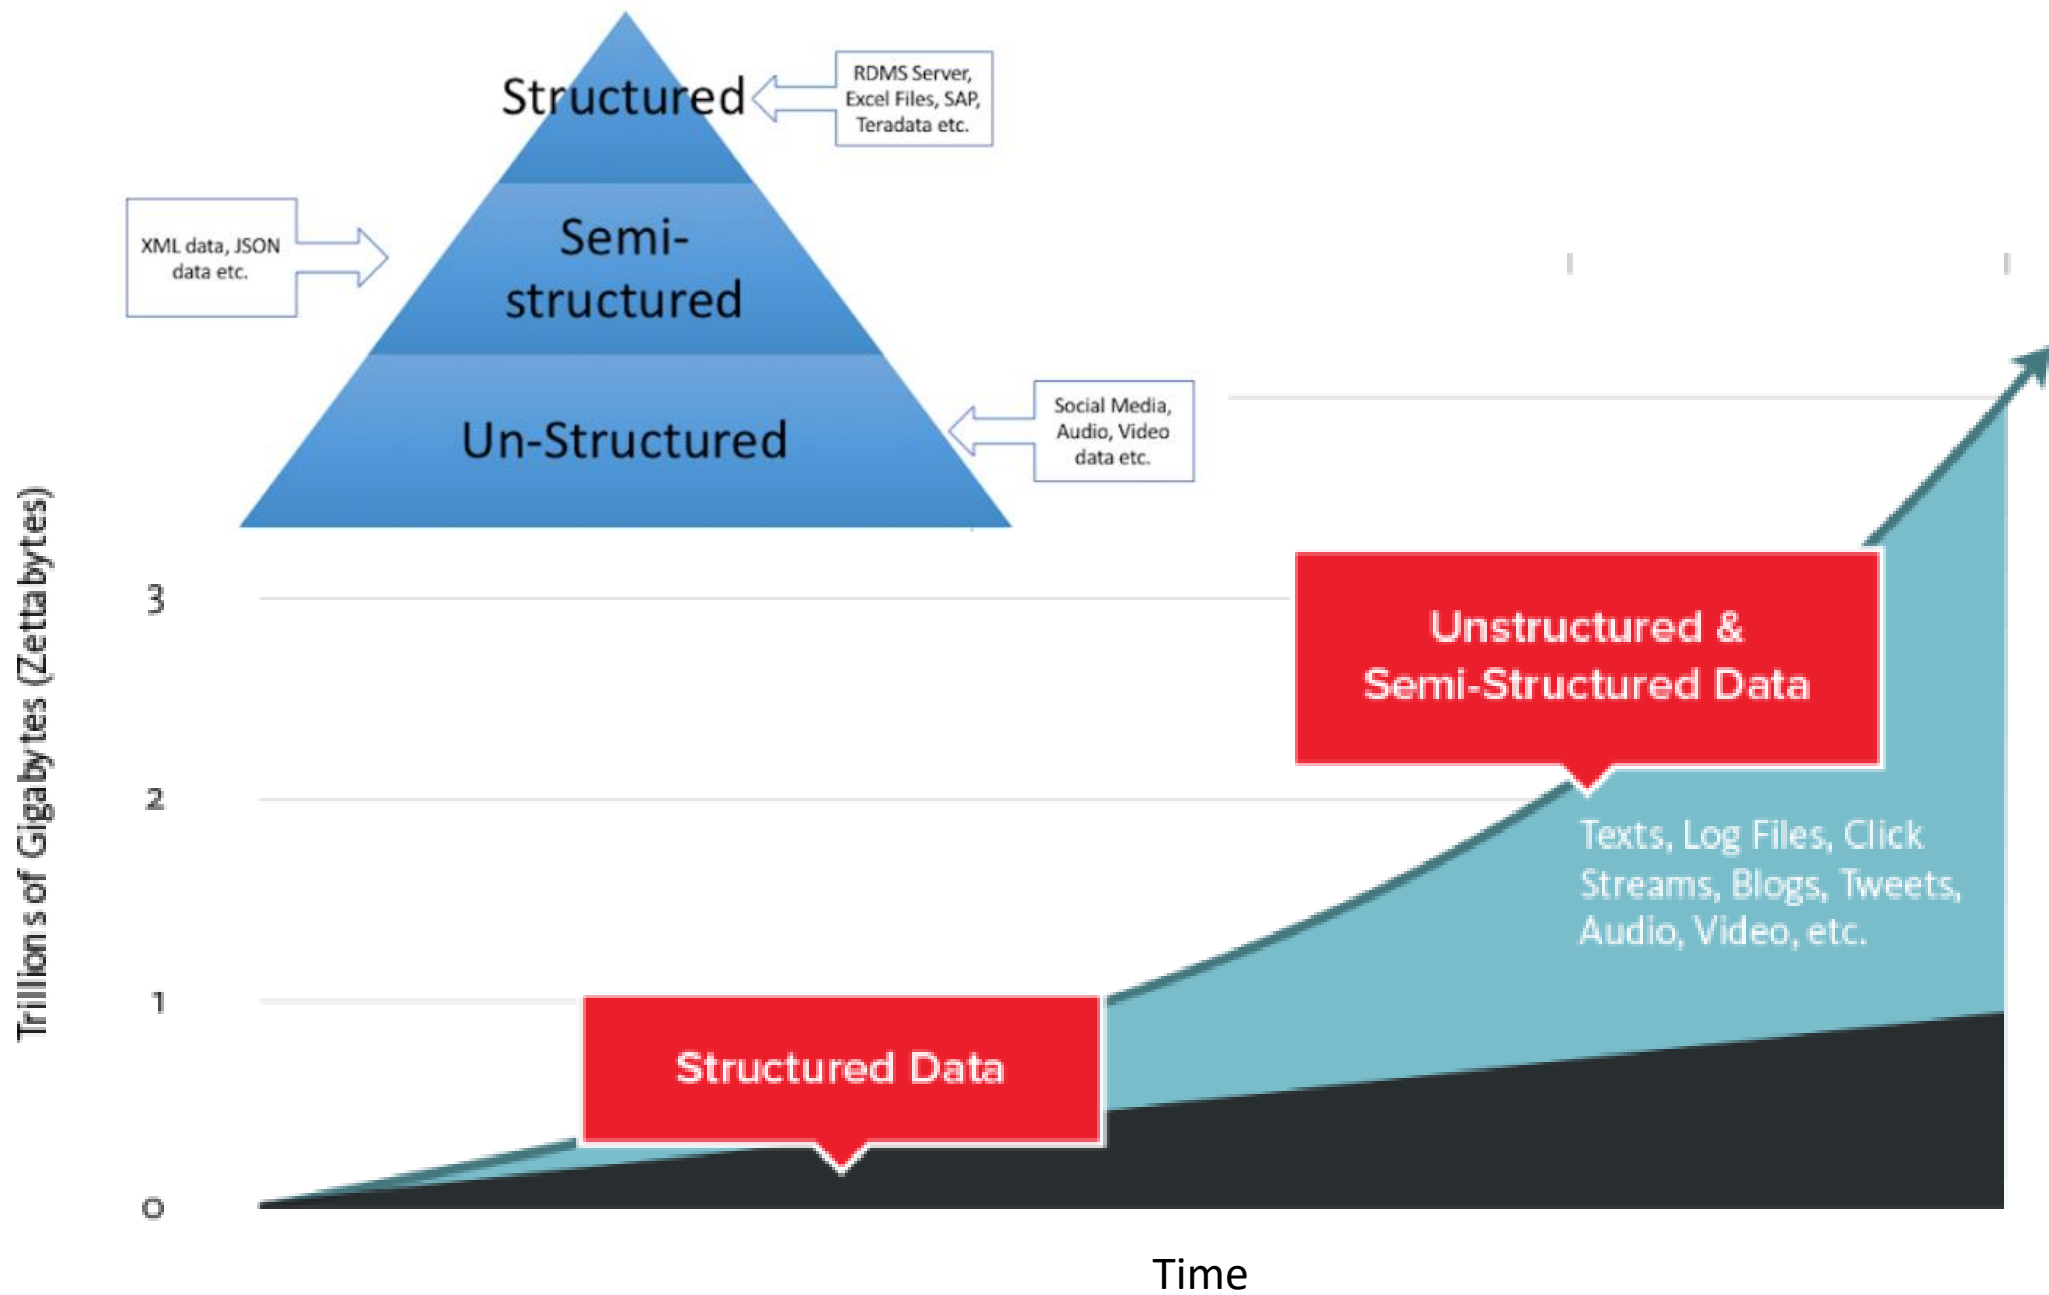 Structured
RDMS Server,
Excel Files, SAP,
Teradata etc.
XML data, JSON
data etc.
Semi-
structured
Un-Structured
Social Media,
Audio, Video
data etc.
Trillions of Gigabytes (Zettabytes)
3
2
1
0
Unstructured &
Semi-Structured Data
Texts, Log Files, Click
Streams, Blogs, Tweets,
Audio, Video, etc.
Structured Data
Time